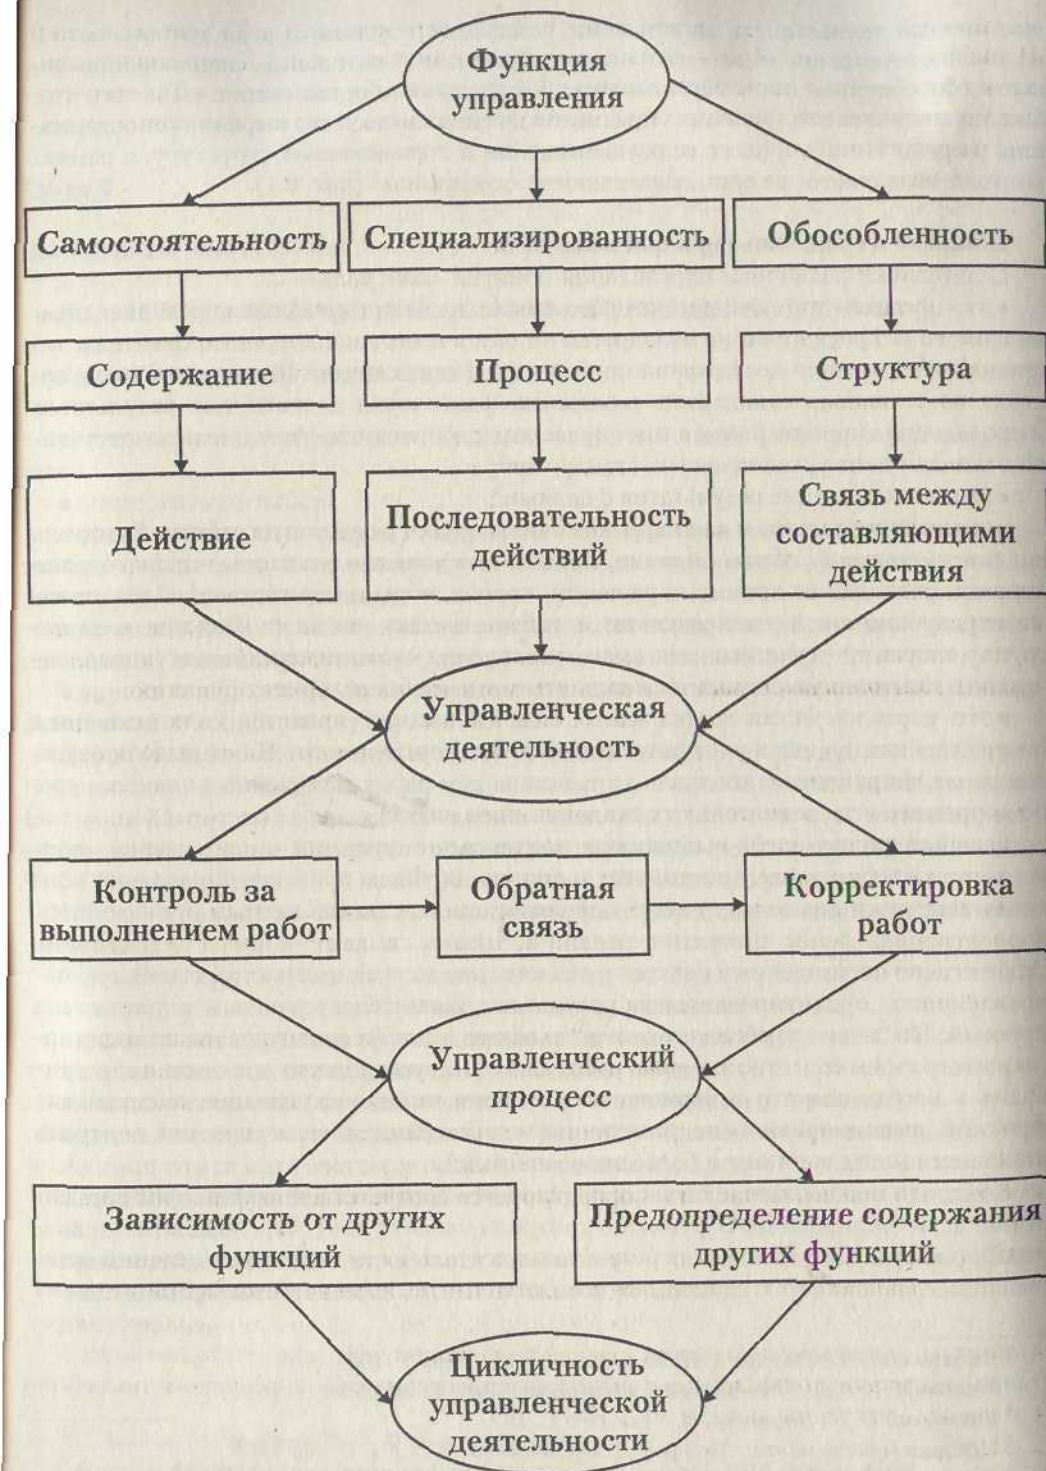 Функция
управления
Самостоятельность
Специализированность
Обособленность
Содержание
Процесс
Структура
Действие
Последовательность
действий
Связь между
составляющими
действия
Управленческая
деятельность
Контроль за
выполнением работ
Обратная
связь
Корректировка
работ
Управленческий
процесс
Зависимость от других
функций
Предопределение содержания
других функций
Цикличность
управленческой
деятельности